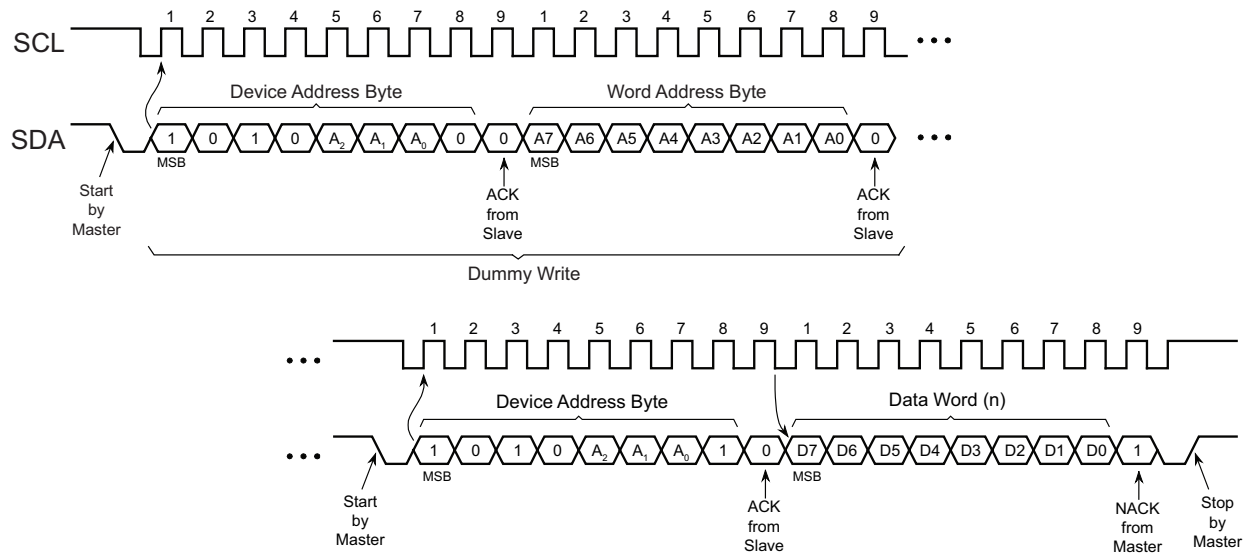 1 2 3 4 5 6 7 8 9 1 2 3 4 5 6 7 8 9
SCL
Device Address Byte Word Address Byte
SDA 1 0 1 0 A2 A1 A0 0 0 A7 A6 A5 A4 A3 A2 A1 A0 0
MSB MSB
Start by Master
ACK from Slave
ACK from Slave
Dummy Write
1 2 3 4 5 6 7 8 9 1 2 3 4 5 6 7 8 9
Device Address Byte Data Word (n)
1 0 1 0 A2 A1 A0 1 0 D7 D6 D5 D4 D3 D2 D1 D0 1
MSB MSB
Start by Master
ACK from Slave
NACK from Master
Stop by Master